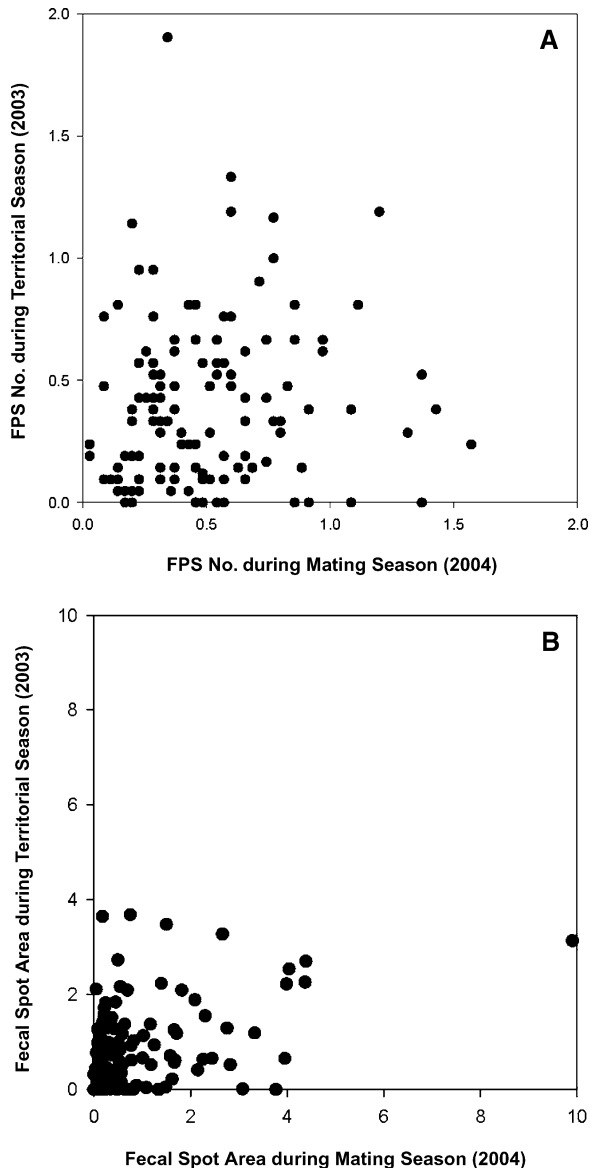 A
2.0
1.5
1.0
0.5
0.0
FPS No. during Territorial Season (2003)
0.0 0.5 1.0 1.5 2.0
FPS No. during Mating Season (2004)
B
10
8
6
4
2
0
Fecal Spot Area during Territorial Season (2003)
0 2 4 6 8 10
Fecal Spot Area during Mating Season (2004)